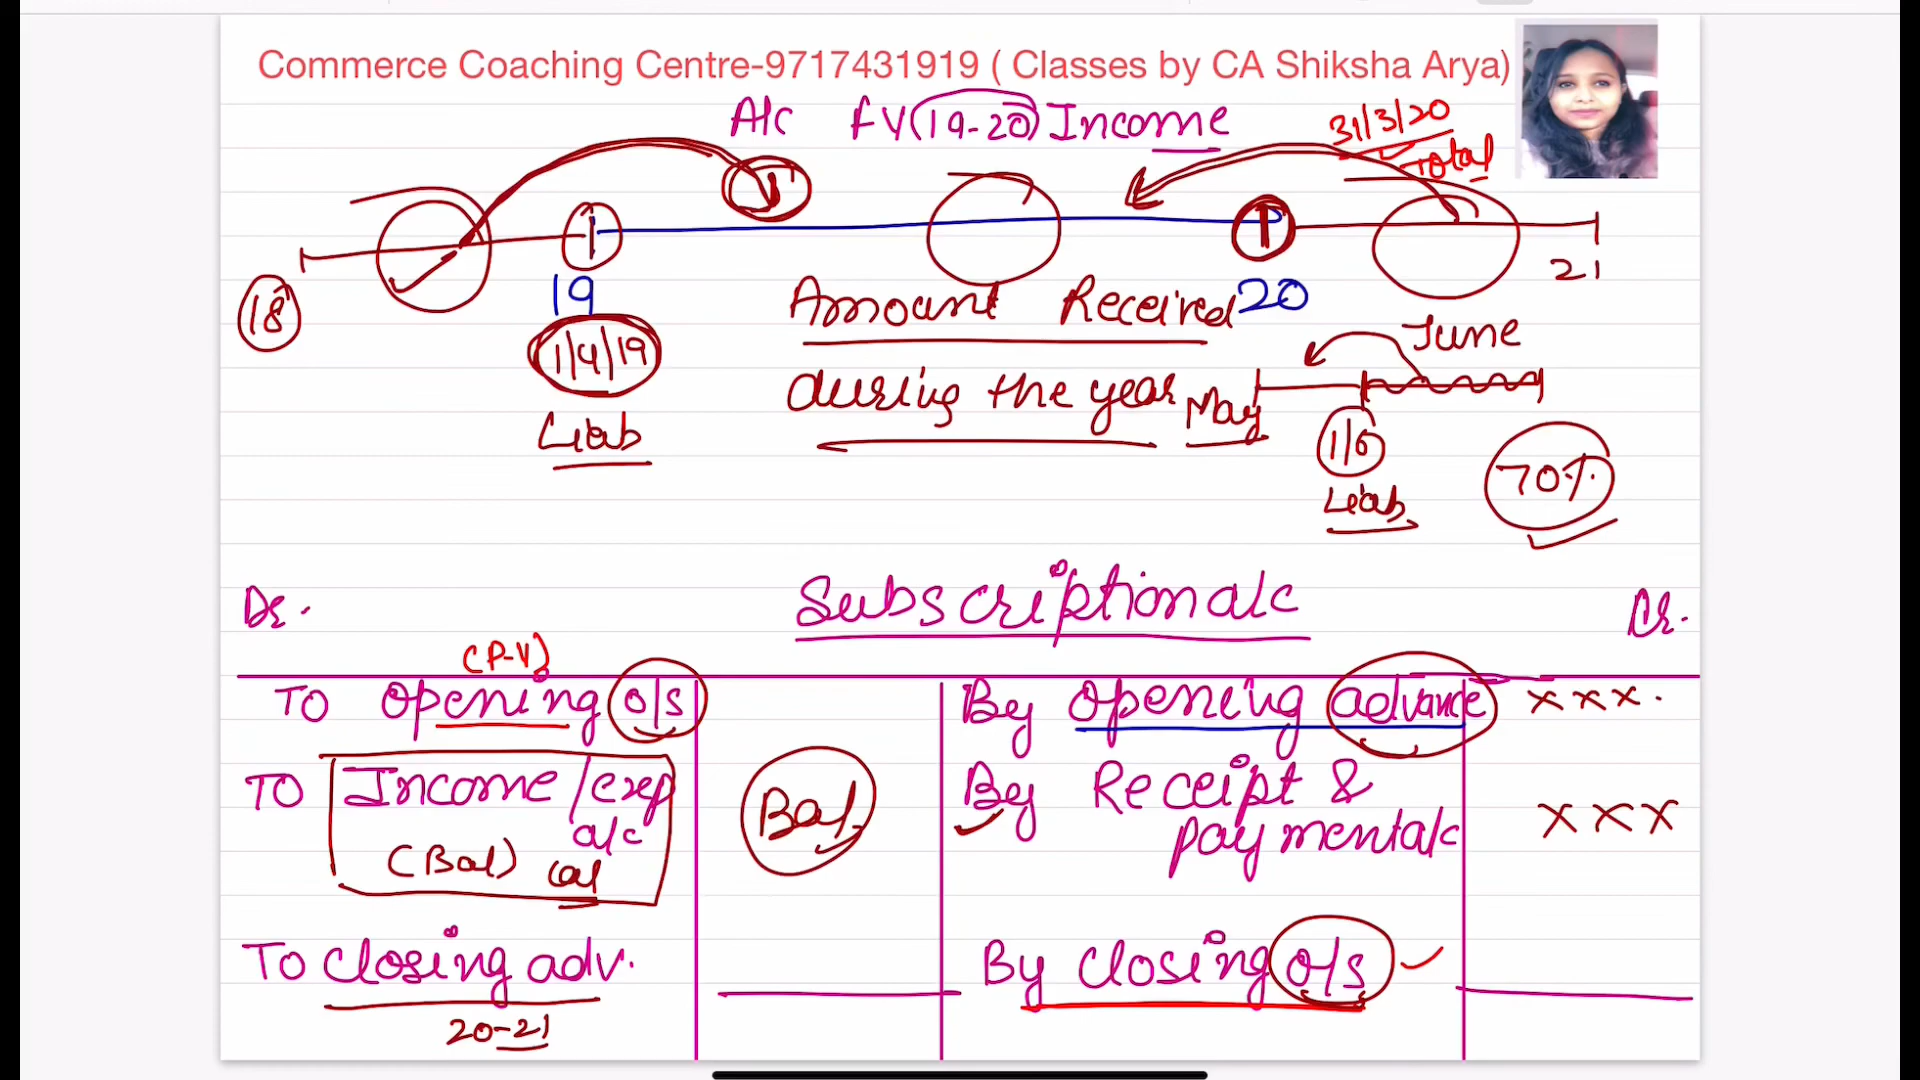 Commerce Coaching Centre-9717431919 ( Classes by CA Shiksha Arya)
A/c FY(19-20) Income
31/3/20
Total
18
19
20
21
1/4/19
Liab
Amount Received
during the year
May
June
1/6
Liab
70%
Dr.
Subscription a/c
Cr.
(P-Y)
To opening o/s
By opening advance xxx.
To Income/exp a/c
(Bal)
Bal.
By Receipt &
payment a/c
xxx
To closing adv.
By closing o/s
20-21